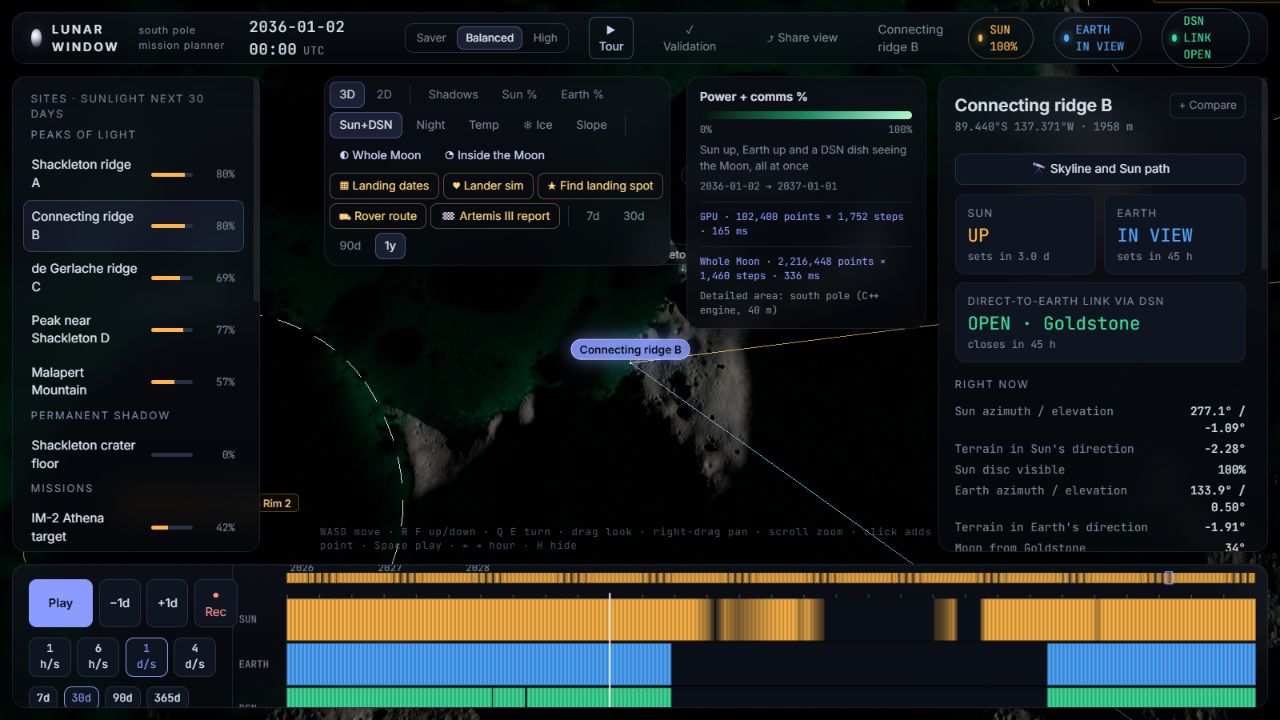 LUNAR
WINDOW
south pole
mission planner
2036-01-02
00:00 UTC
Saver Balanced High
▶
Tour
✓
Validation
⤴ Share view
Connecting
ridge B
SUN
100%
EARTH
IN VIEW
DSN
LINK
OPEN
SITES · SUNLIGHT NEXT 30
DAYS
PEAKS OF LIGHT
Shackleton ridge
A
80%
Connecting ridge
B
80%
de Gerlache ridge
C
69%
Peak near
Shackleton D
77%
Malapert
Mountain
57%
PERMANENT SHADOW
Shackleton crater
floor
0%
MISSIONS
IM-2 Athena
target
42%
3D 2D Shadows Sun % Earth %
Sun+DSN Night Temp ❄ Ice Slope
◐ Whole Moon ◔ Inside the Moon
▦ Landing dates ♥ Lander sim ★ Find landing spot
⛟ Rover route 🏁 Artemis III report 7d 30d
90d 1y
Power + comms %
0% 100%
Sun up, Earth up and a DSN dish seeing
the Moon, all at once
2036-01-02 → 2037-01-01
GPU · 102,400 points × 1,752 steps
· 165 ms
Whole Moon · 2,216,448 points ×
1,460 steps · 336 ms
Detailed area: south pole (C++
engine, 40 m)
Connecting ridge B
Rim 2
WASD move · R F up/down · Q E turn · drag look · right-drag pan · scroll zoom · click adds
point · Space play · ← → hour · H hide
Connecting ridge B
+ Compare
89.440°S 137.371°W · 1958 m
🔭 Skyline and Sun path
SUN
UP
sets in 3.0 d
EARTH
IN VIEW
sets in 45 h
DIRECT-TO-EARTH LINK VIA DSN
OPEN · Goldstone
closes in 45 h
RIGHT NOW
Sun azimuth / elevation 277.1° /
-1.09°
Terrain in Sun's direction -2.28°
Sun disc visible 100%
Earth azimuth / elevation 133.9° /
0.50°
Terrain in Earth's direction -1.91°
Moon from Goldstone 34°
Play −1d +1d ● Rec
1 h/s 6 h/s 1 d/s 4 d/s
7d 30d 90d 365d
2026 2027 2028
SUN
EARTH
DSN